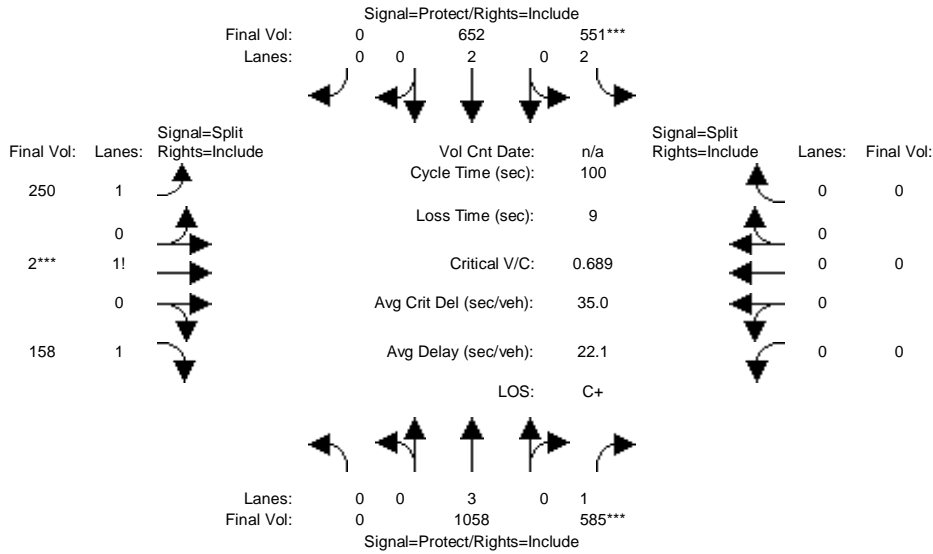 Signal=Protect/Rights=Include
Final Vol: 0 652 551***
Lanes: 0 0 2 0 2
Signal=Split
Final Vol: Lanes: Rights=Include
Vol Cnt Date: n/a
Signal=Split
Rights=Include Lanes: Final Vol:
Cycle Time (sec): 100
250 1
0 0
Loss Time (sec): 9
0
0
2*** 1!
Critical V/C: 0.689
0 0
0
Avg Crit Del (sec/veh): 35.0
0
158 1
Avg Delay (sec/veh): 22.1
0 0
LOS: C+
Lanes: 0 0 3 0 1
Final Vol: 0 1058 585***
Signal=Protect/Rights=Include